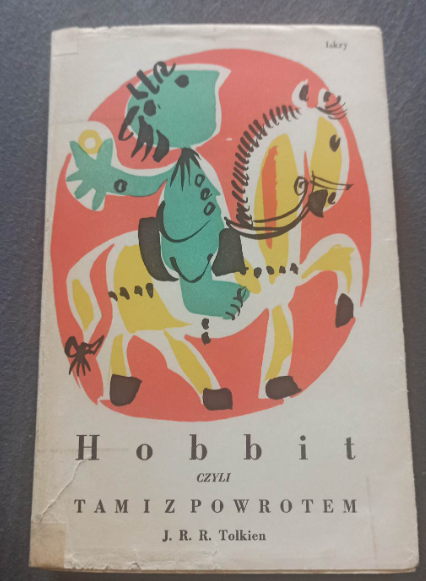 Iskry
Hobbit
CZYLI
TAM I Z POWROTEM
J. R. R. Tolkien